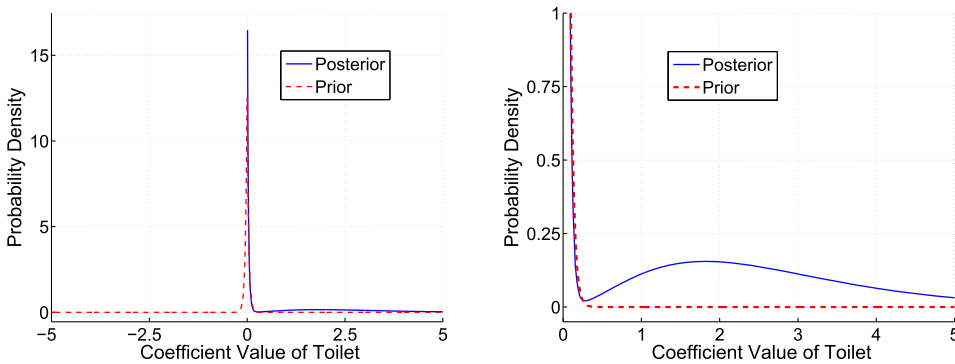 15
10
5
0
−5
−2.5
0
2.5
5
Probability Density
Coefficient Value of Toilet
Posterior
Prior
1
0.75
0.5
0.25
0
0
1
2
3
4
5
Probability Density
Coefficient Value of Toilet
Posterior
Prior